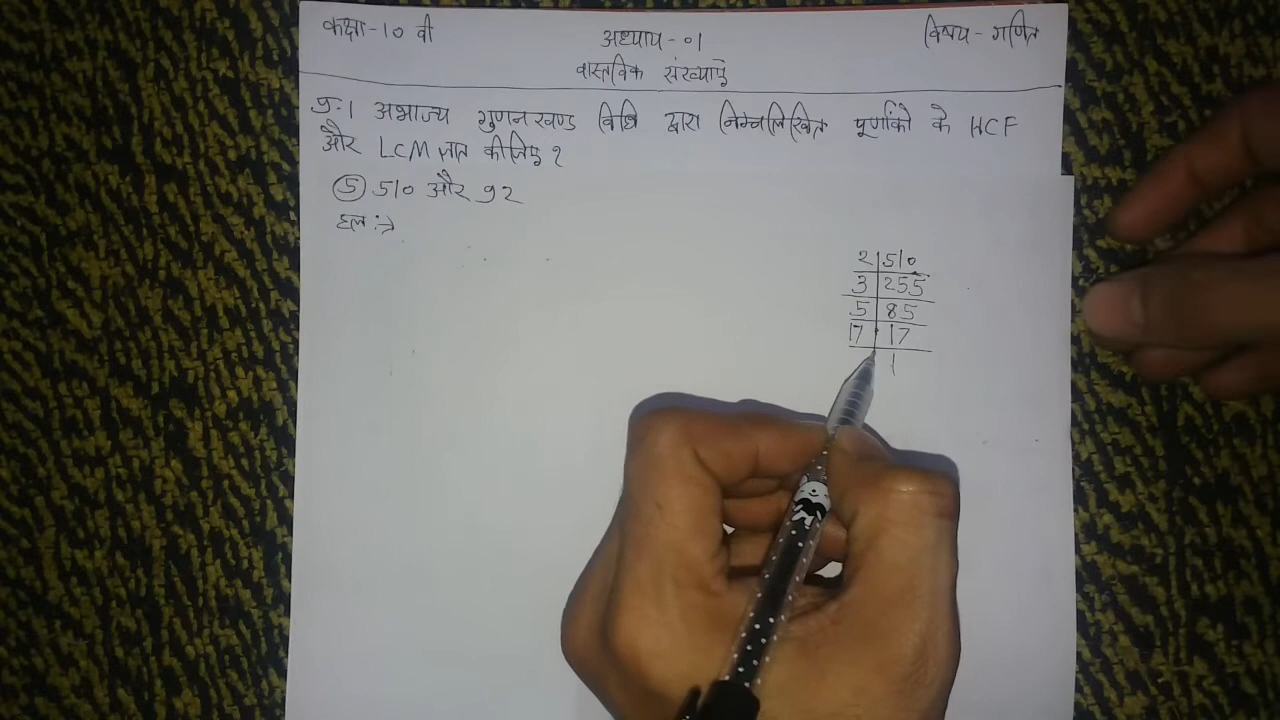 कक्षा-10 वी अध्याय-01 विषय-गणित
वास्तविक संख्याएँ
प्र.1 अभाज्य गुणनखण्ड विधि द्वारा निम्नलिखित पूर्णांको के HCF
और LCM ज्ञात कीजिए ?
⑤ 510 और 92
हल :→
2 | 510
3 | 255
5 | 85
17 | 17
1